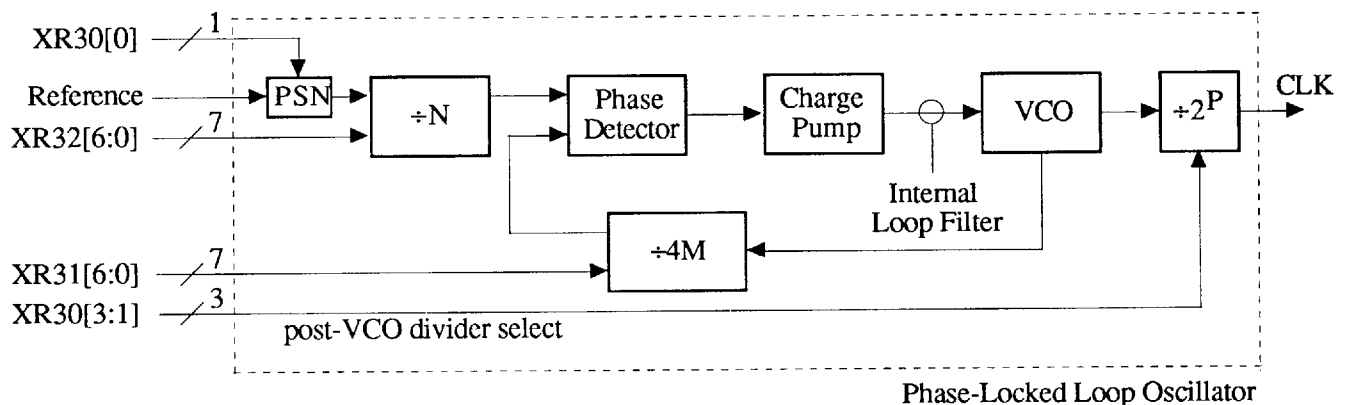 XR30[0]
1
Reference
PSN
XR32[6:0]
7
÷N
Phase
Detector
Charge
Pump
VCO
÷2^P
CLK
Internal
Loop Filter
÷4M
XR31[6:0]
7
XR30[3:1]
3
post-VCO divider select
Phase-Locked Loop Oscillator